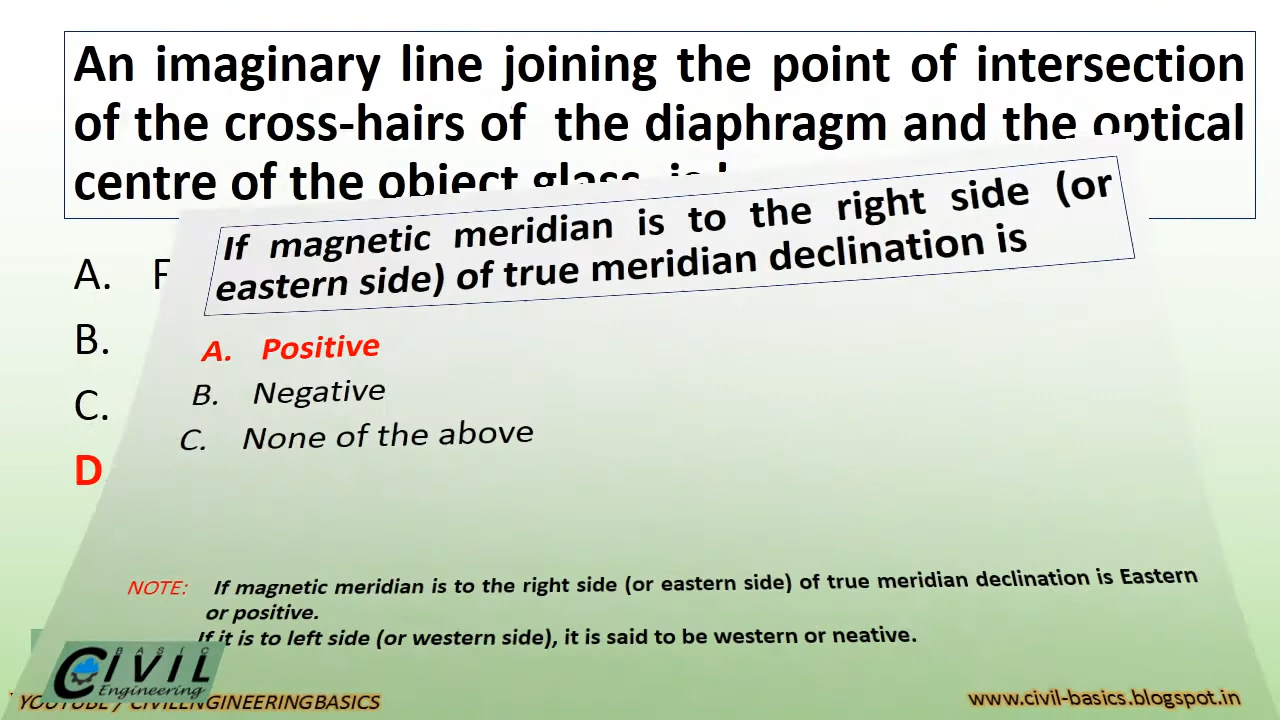 An imaginary line joining the point of intersection
of the cross-hairs of the diaphragm and the optical
centre of the object glass is
If magnetic meridian is to the right side (or
eastern side) of true meridian declination is
A. F
B.
C.
D
A. Positive
B. Negative
C. None of the above
NOTE: If magnetic meridian is to the right side (or eastern side) of true meridian declination is Eastern
or positive.
If it is to left side (or western side), it is said to be western or neative.
BASIC
CIVIL
Engineering
YOUTUBE / CIVILENGINEERINGBASICS
www.civil-basics.blogspot.in